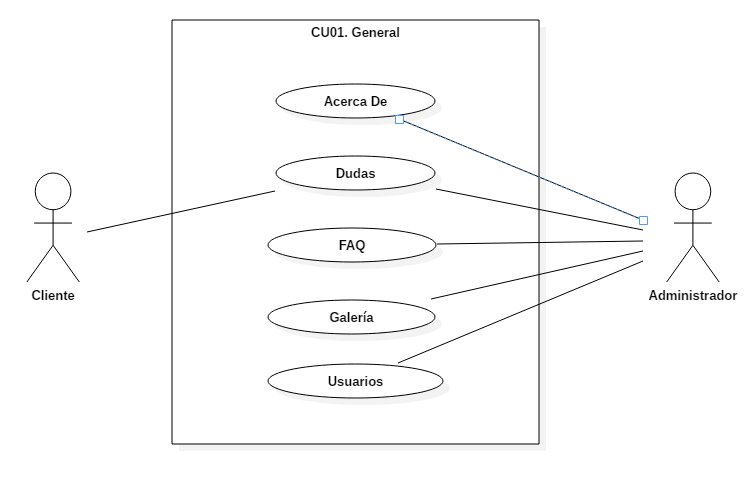 CU01. General
Acerca De
Dudas
FAQ
Galería
Usuarios
Cliente
Administrador